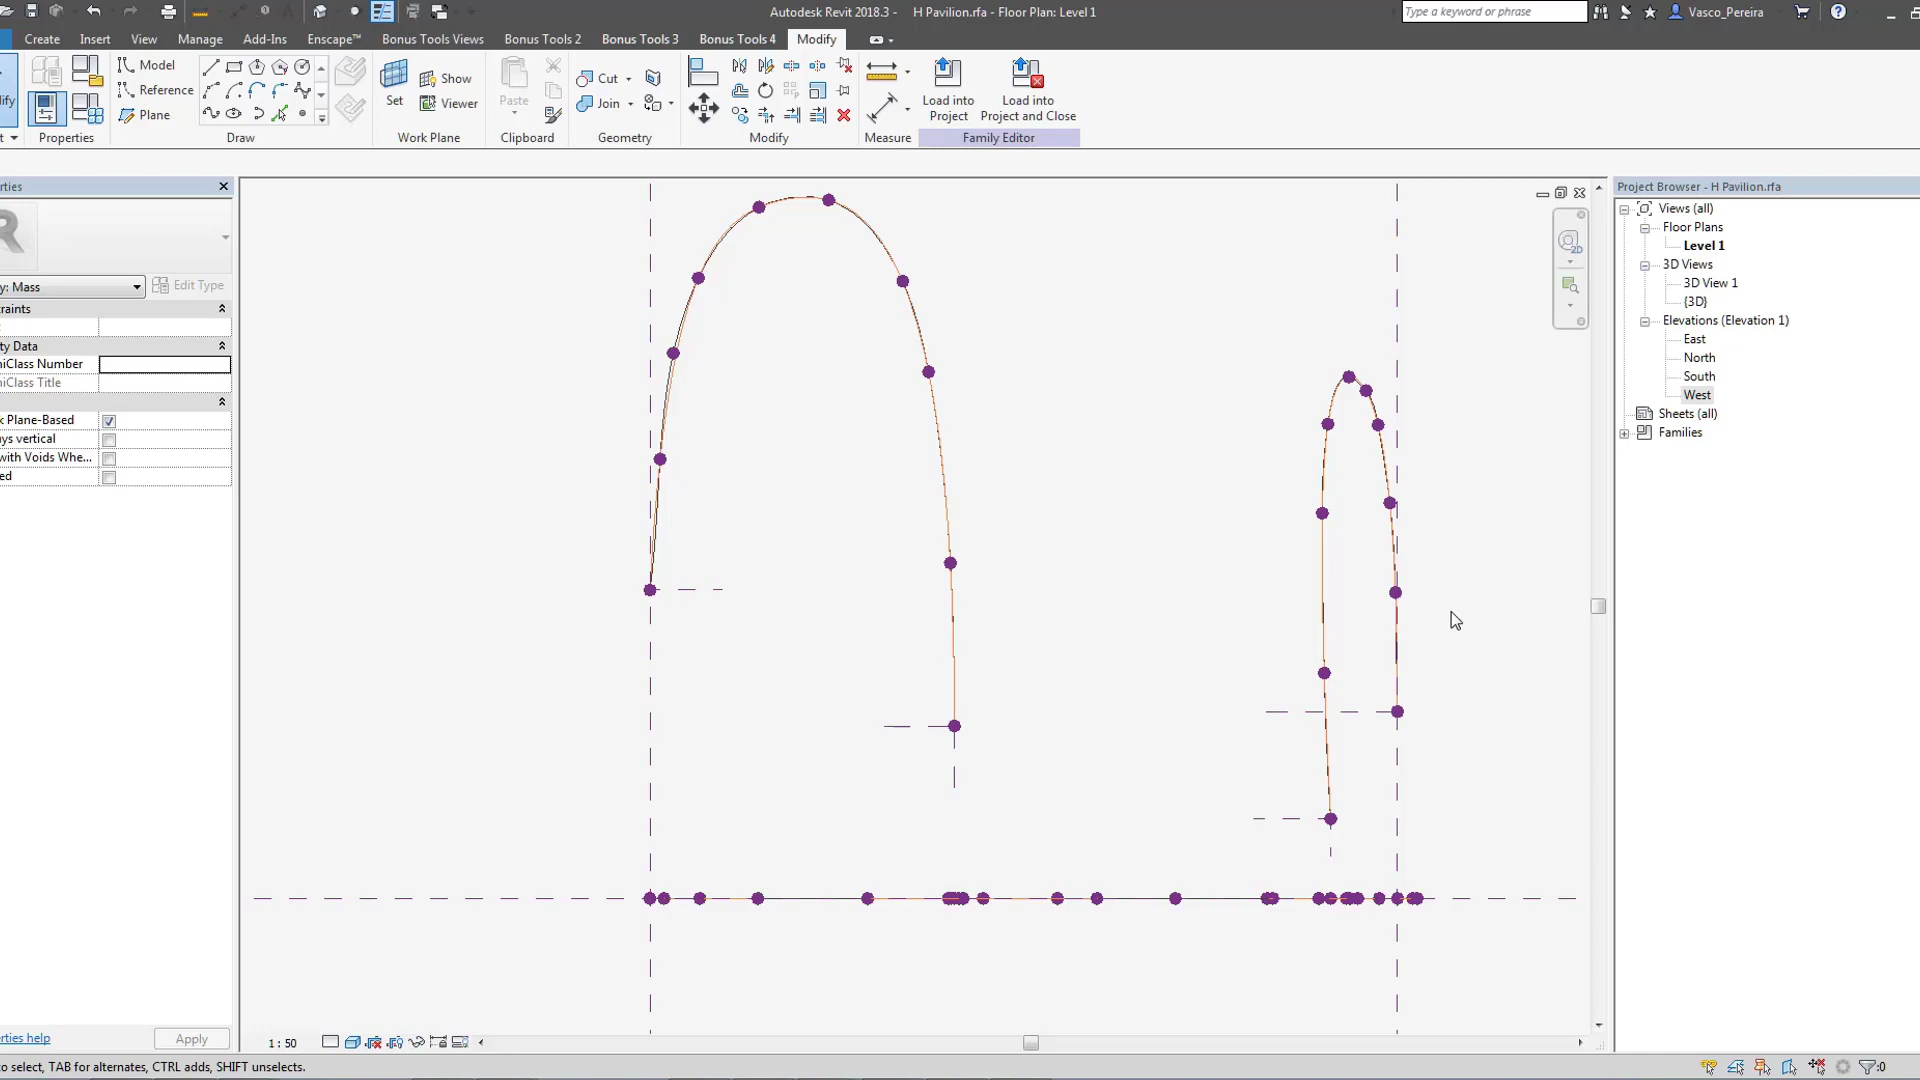 Autodesk Revit 2018.3 - H Pavilion.rfa - Floor Plan: Level 1
Type a keyword or phrase
Vasco_Pereira
Create Insert View Manage Add-Ins Enscape™ Bonus Tools Views Bonus Tools 2 Bonus Tools 3 Bonus Tools 4 Modify
Model
Reference
Plane
Set
Show
Viewer
Paste
Cut
Join
Load into Project
Load into Project and Close
Properties Draw Work Plane Clipboard Geometry Modify Measure Family Editor
rties
y: Mass
Edit Type
raints
ty Data
niClass Number
niClass Title
k Plane-Based
ays vertical
with Voids Whe...
ed
rties help
Apply
1 : 50
2D
Project Browser - H Pavilion.rfa
Views (all)
Floor Plans
Level 1
3D Views
3D View 1
{3D}
Elevations (Elevation 1)
East
North
South
West
Sheets (all)
Families
to select, TAB for alternates, CTRL adds, SHIFT unselects.
:0